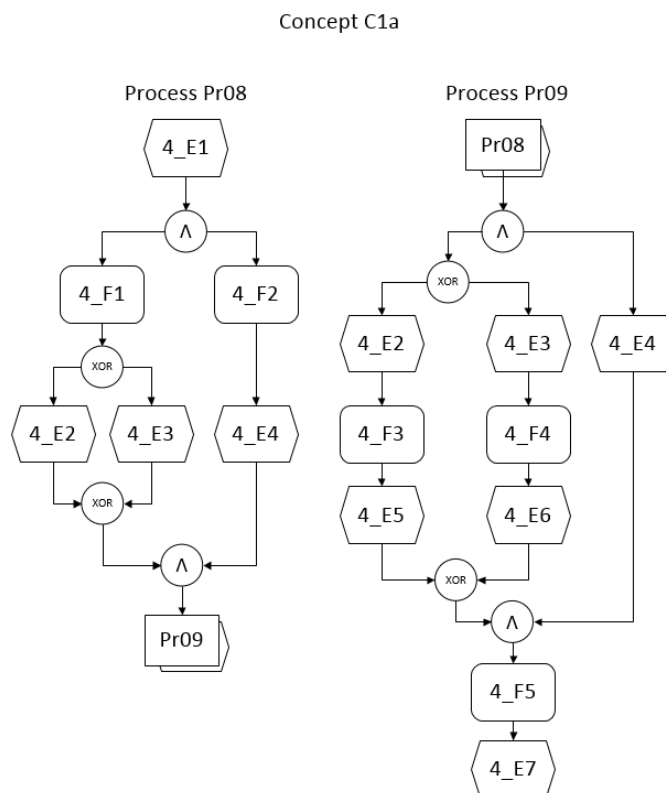 Concept C1a
Process Pr08
4_E1
Λ
4_F1
4_F2
XOR
4_E2
4_E3
4_E4
XOR
Λ
Pr09
Process Pr09
Pr08
Λ
XOR
4_E2
4_E3
4_E4
4_F3
4_F4
4_E5
4_E6
XOR
Λ
4_F5
4_E7